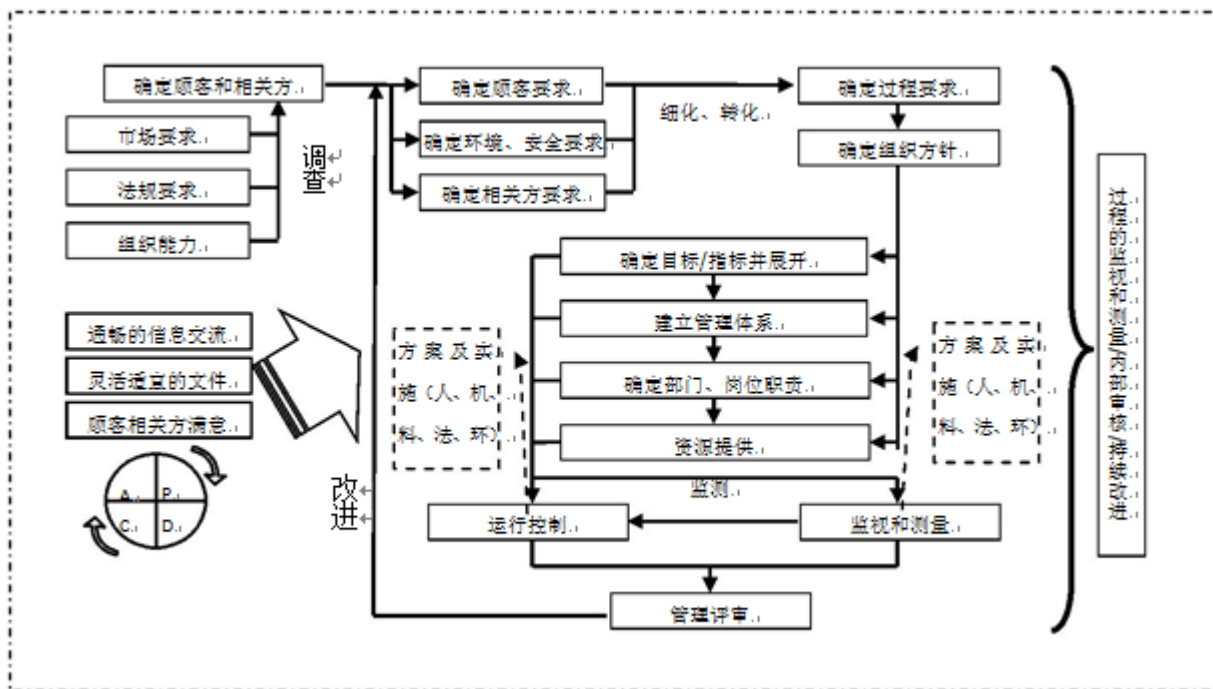 确定顾客和相关方.
市场要求.
法规要求.
组织能力.
调查
确定顾客要求.
确定环境、安全要求
确定相关方要求.
细化、转化.
确定过程要求.
确定组织方针.
确定目标/指标并展开.
建立管理体系.
确定部门、岗位职责.
资源提供.
方案及实
施(人、机、
料、法、环)
方案及实
施(人、机、
料、法、环)
通畅的信息交流.
灵活适宜的文件.
顾客相关方满意.
A. P.
C. D.
改进
监测.
运行控制.
监视和测量.
管理评审.
过程的监视和测量/内部审核/持续改进.